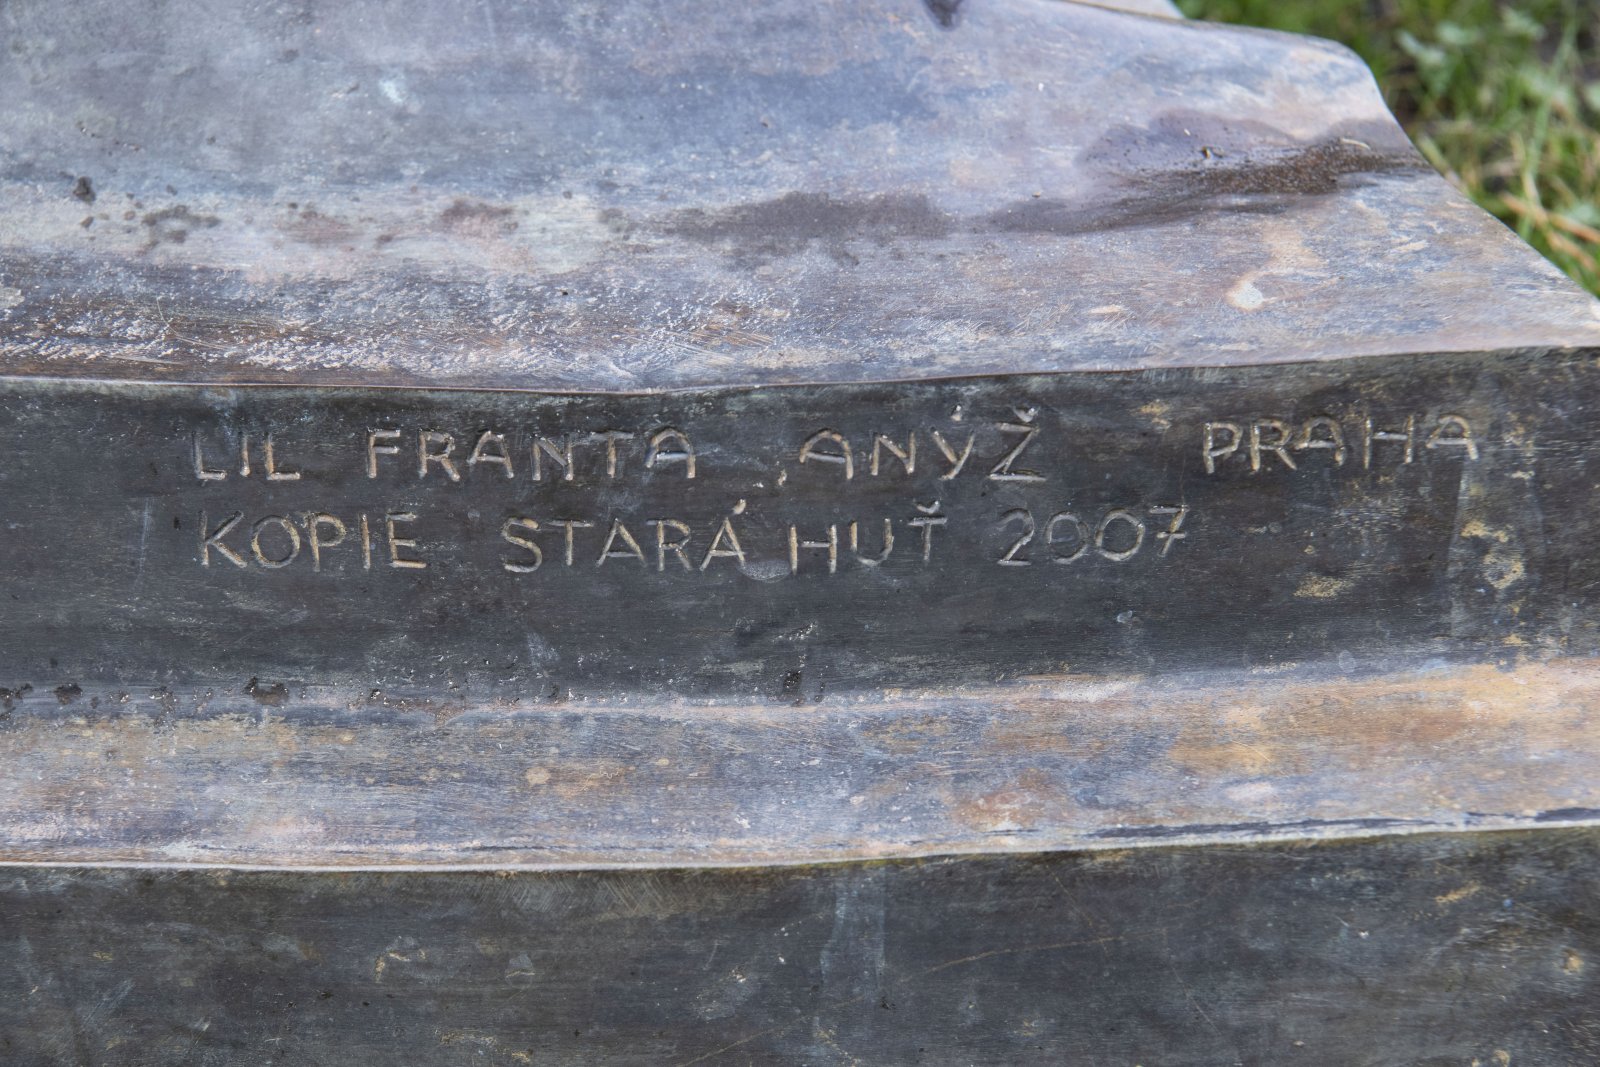 LIL FRANTA ANÝŽ PRAHA
KOPIE STARÁ HUŤ 2007